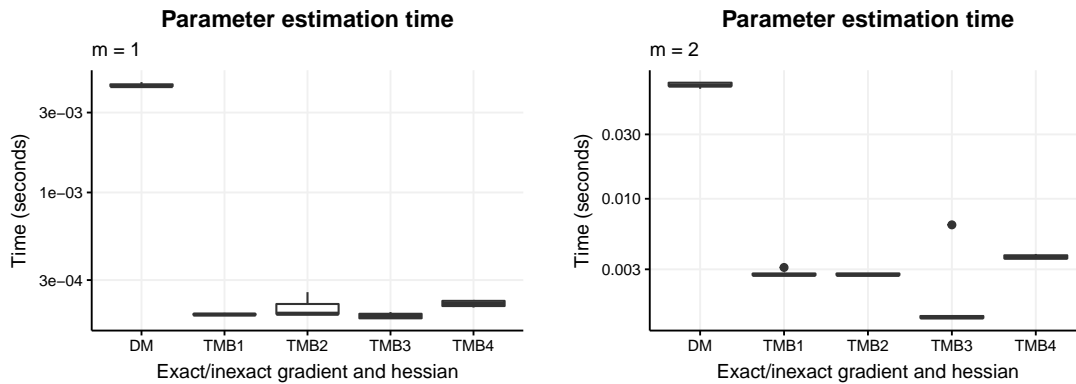 Parameter estimation time
m = 1
Time (seconds)
3e-03
1e-03
3e-04
DM TMB1 TMB2 TMB3 TMB4
Exact/inexact gradient and hessian
Parameter estimation time
m = 2
Time (seconds)
0.030
0.010
0.003
DM TMB1 TMB2 TMB3 TMB4
Exact/inexact gradient and hessian